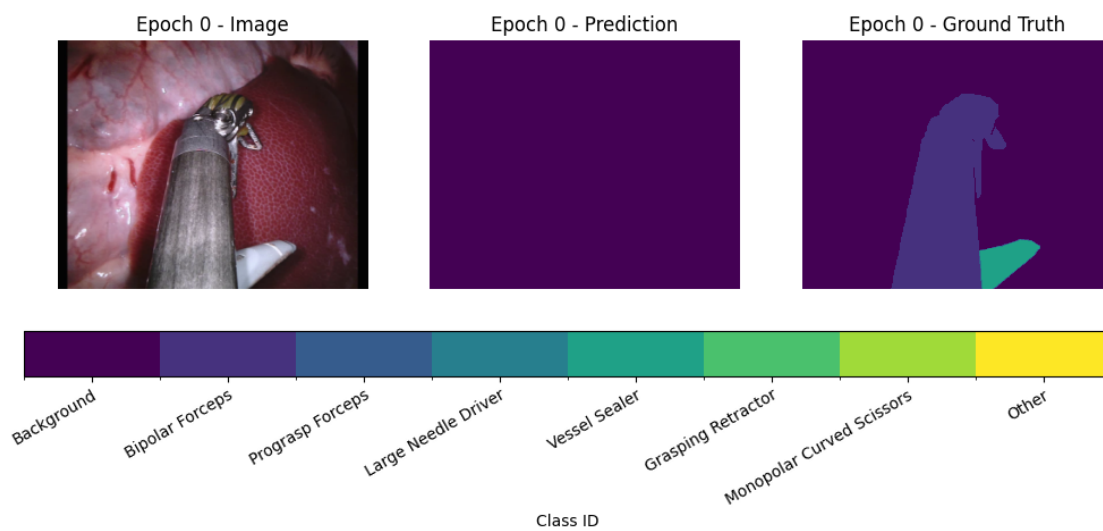 Epoch 0 - Image
Epoch 0 - Prediction
Epoch 0 - Ground Truth
Background
Bipolar Forceps
Prograsp Forceps
Large Needle Driver
Vessel Sealer
Grasping Retractor
Monopolar Curved Scissors
Other
Class ID